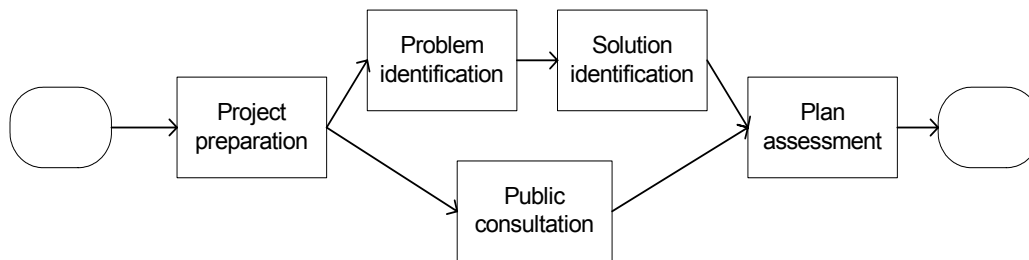 Project
preparation
Problem
identification
Solution
identification
Public
consultation
Plan
assessment